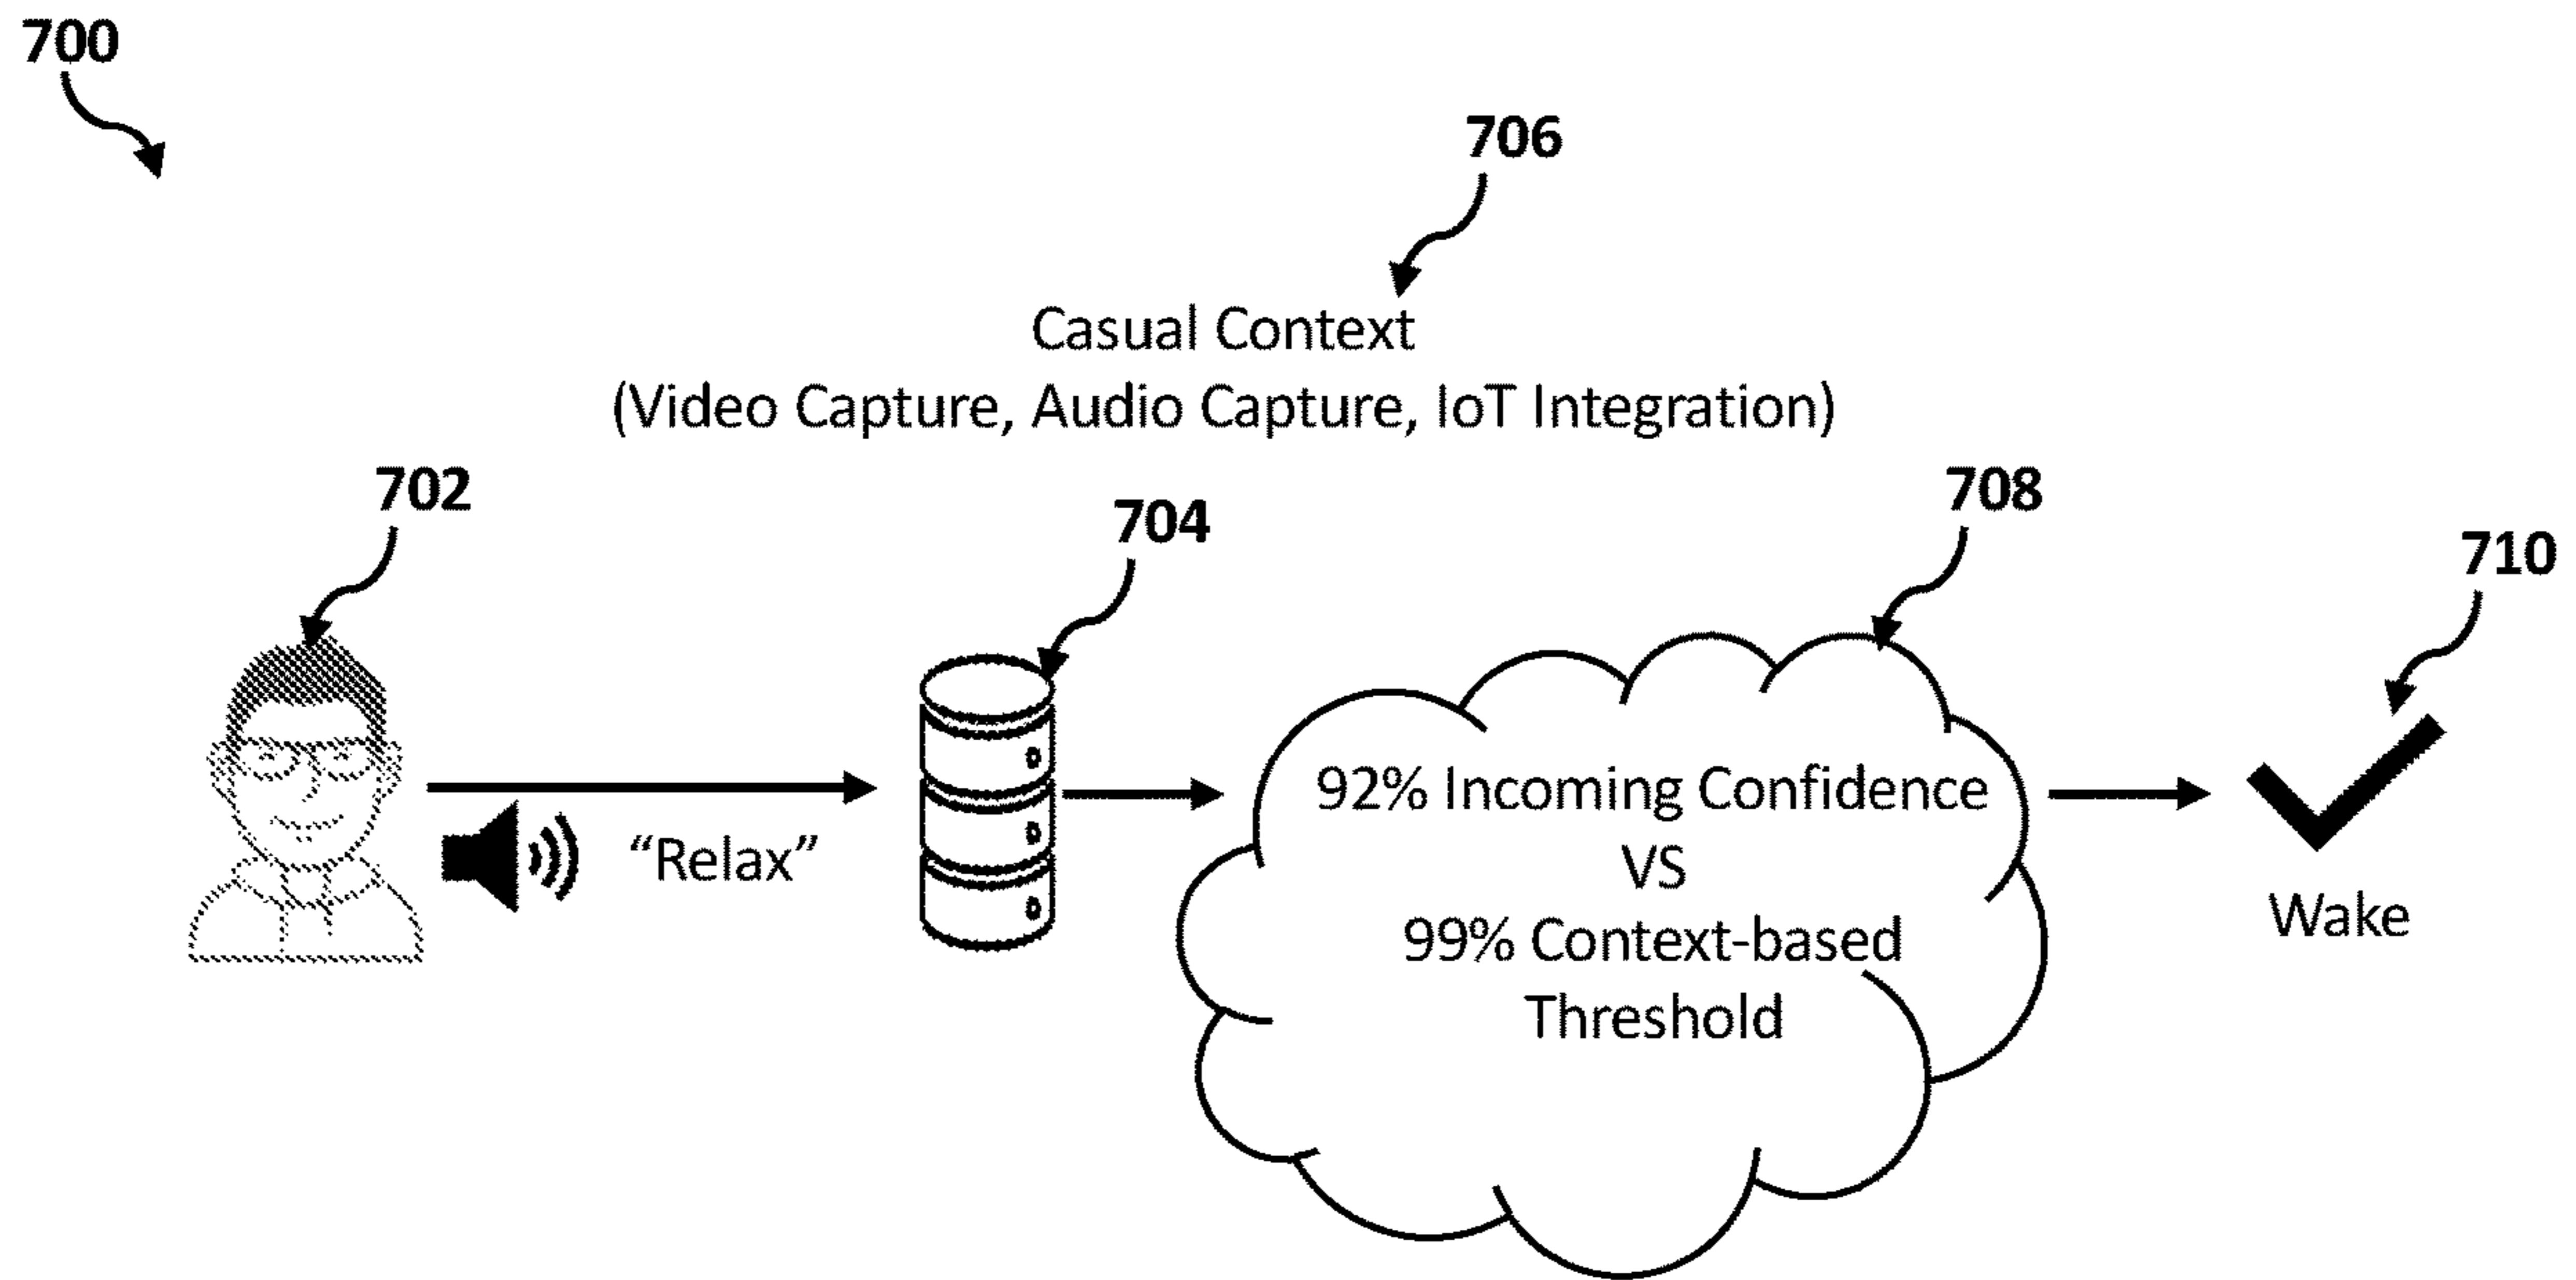 700
706
Casual Context
(Video Capture, Audio Capture, IoT Integration)
702
704
708
710
“Relax”
92% Incoming Confidence
VS
99% Context-based
Threshold
Wake